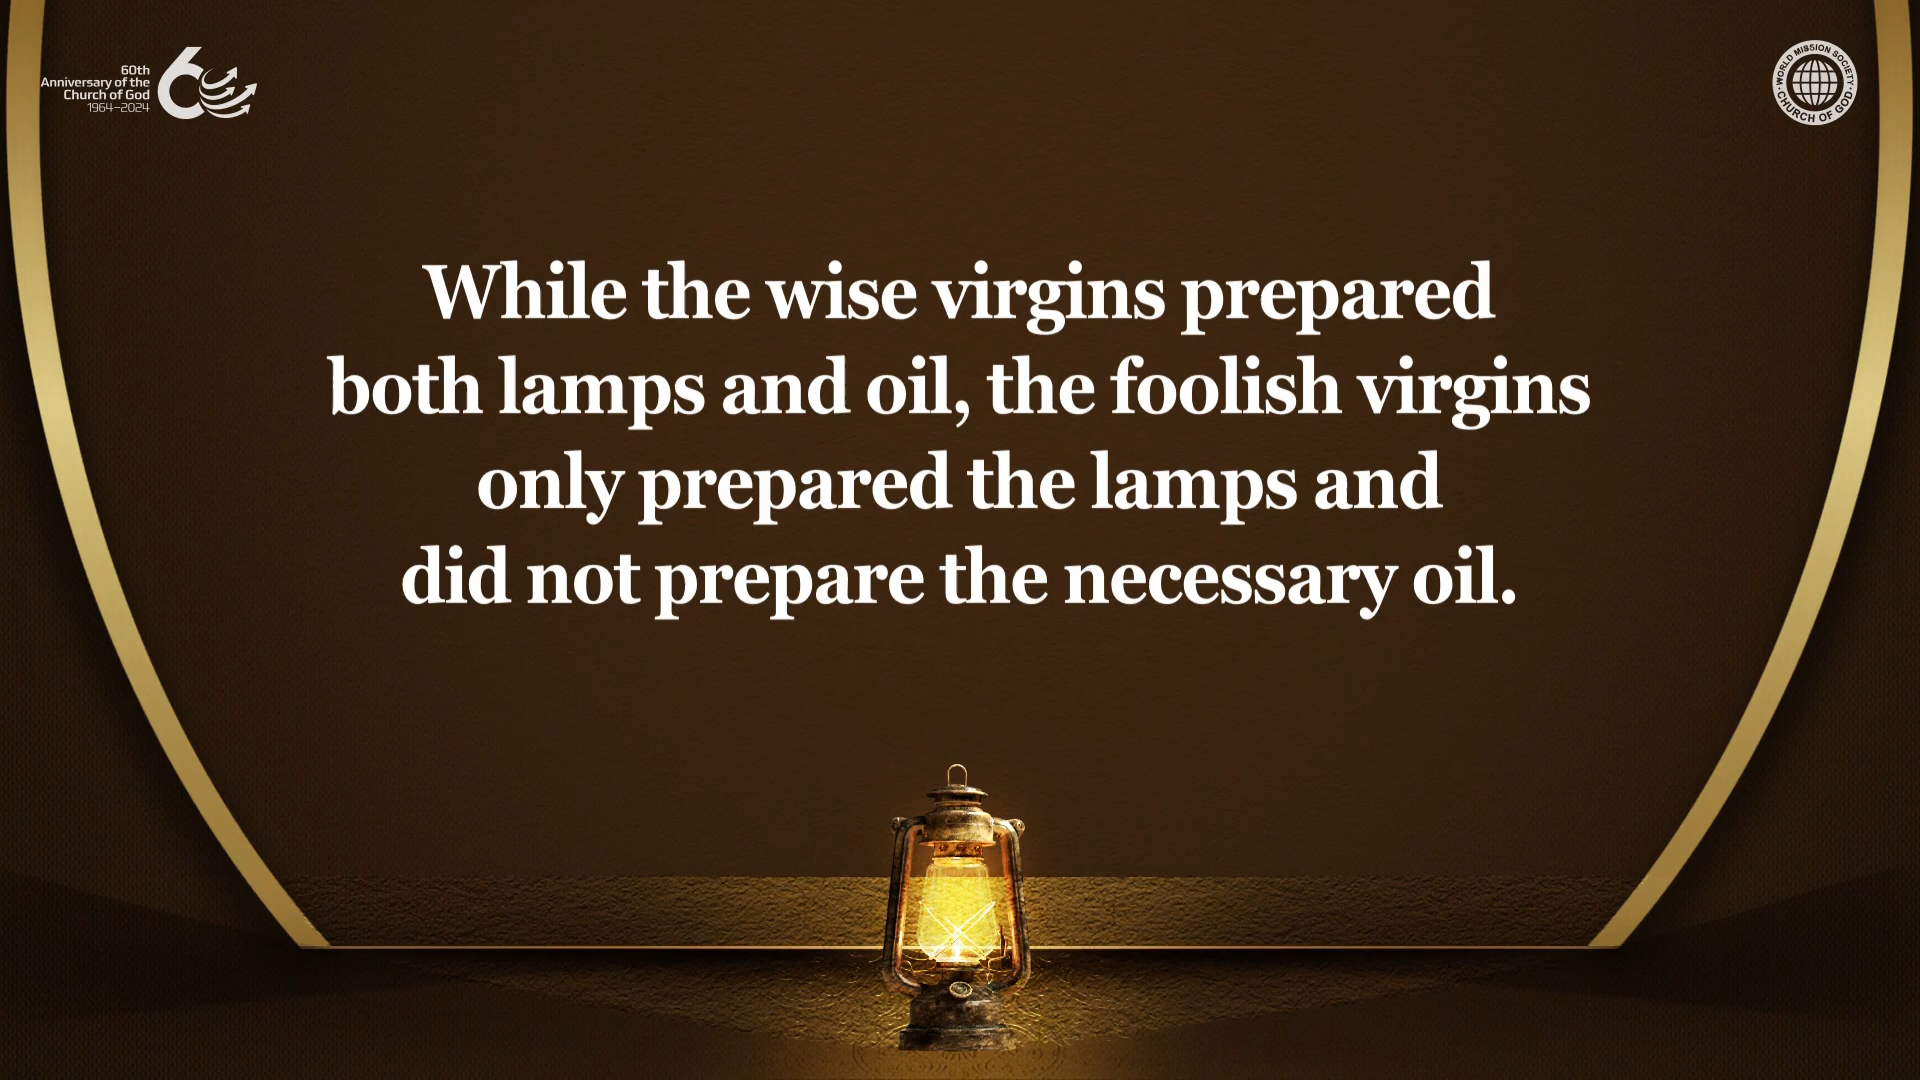 60th
Anniversary of the
Church of God
1964–2024
60
WORLD MISSION SOCIETY
CHURCH OF GOD
While the wise virgins prepared
both lamps and oil, the foolish virgins
only prepared the lamps and
did not prepare the necessary oil.